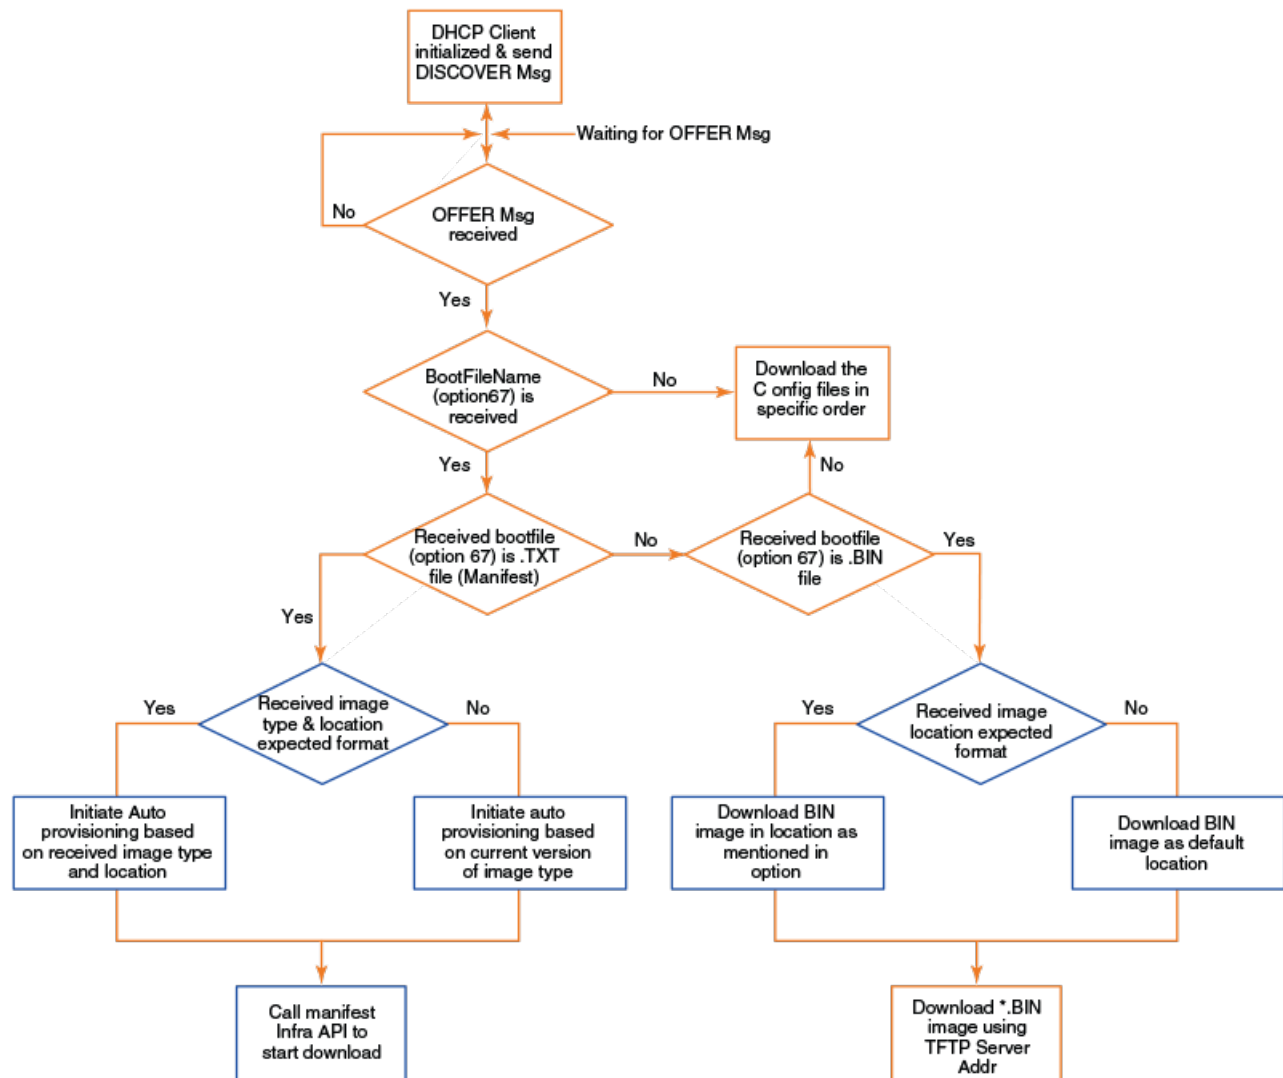 DHCP Client
initialized & send
DISCOVER Msg
Waiting for OFFER Msg
No
OFFER Msg
received
Yes
BootFileName
(option67) is
received
No
Download the
C onfig files in
specific order
Yes
No
Received bootfile
(option 67) is .TXT
file (Manifest)
No
Received bootfile
(option 67) is .BIN
file
Yes
Yes
Yes
Received image
type & location
expected format
No
Yes
Received image
location expected
format
No
Initiate Auto
provisioning based
on received image type
and location
Initiate auto
provisioning based
on current version
of image type
Download BIN
image in location as
mentioned in
option
Download BIN
image as default
location
Call manifest
Infra API to
start download
Download *.BIN
image using
TFTP Server
Addr